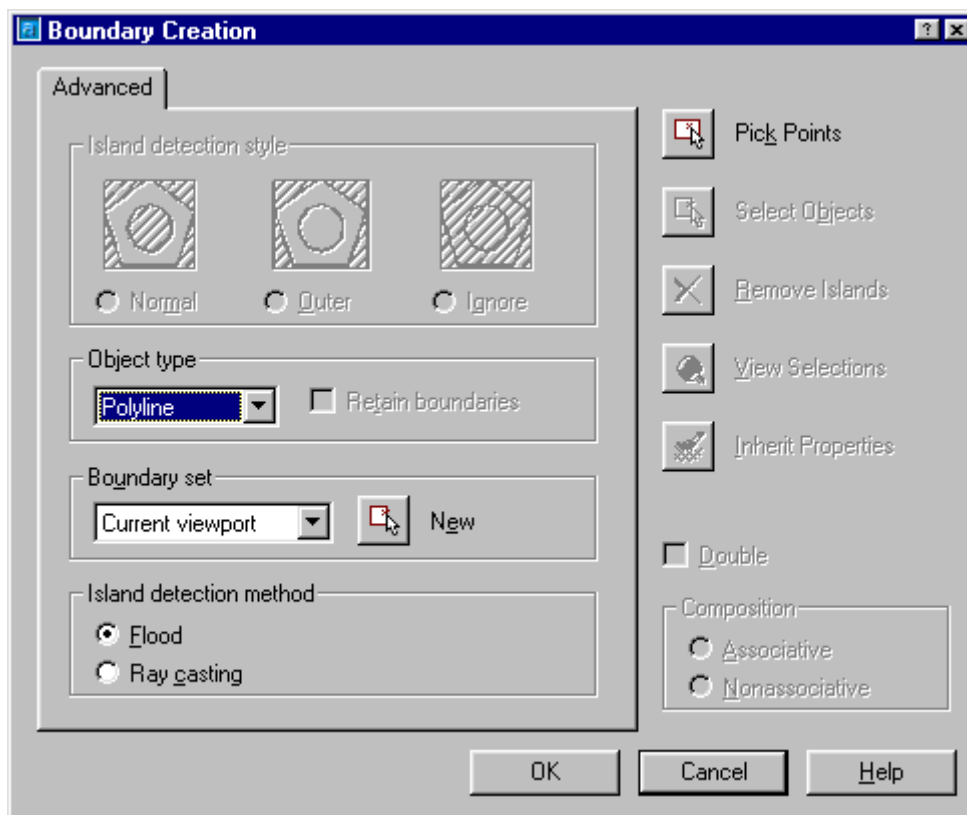 Boundary Creation
Advanced
Island detection style
Normal Outer Ignore
Object type
Polyline Retain boundaries
Boundary set
Current viewport New
Island detection method
Flood
Ray casting
Pick Points
Select Objects
Remove Islands
View Selections
Inherit Properties
Double
Composition
Associative
Nonassociative
OK Cancel Help